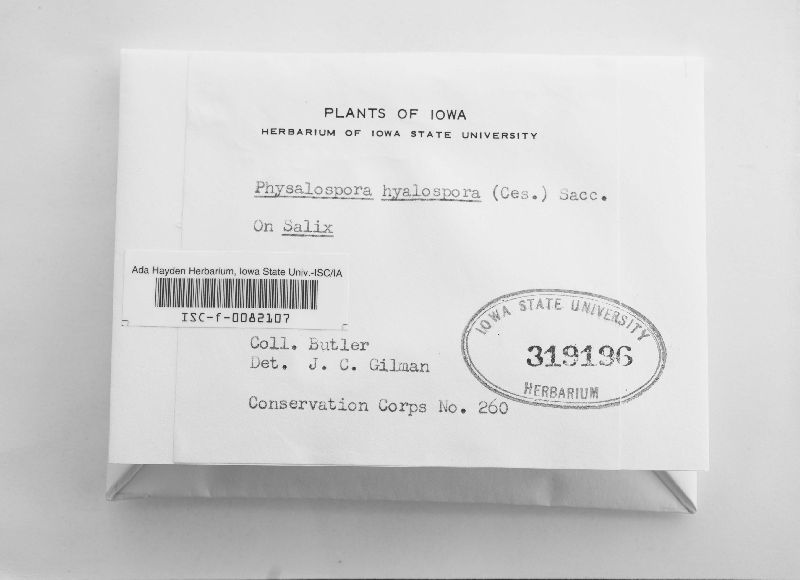 PLANTS OF IOWA
HERBARIUM OF IOWA STATE UNIVERSITY
Physalospora hyalospora (Ces.) Sacc.
On Salix
Ada Hayden Herbarium, Iowa State Univ.-ISC/IA
ISC-f-0082107
Coll. Butler
Det. J. C. Gilman
Conservation Corps No. 260
IOWA STATE UNIVERSITY
319196
HERBARIUM